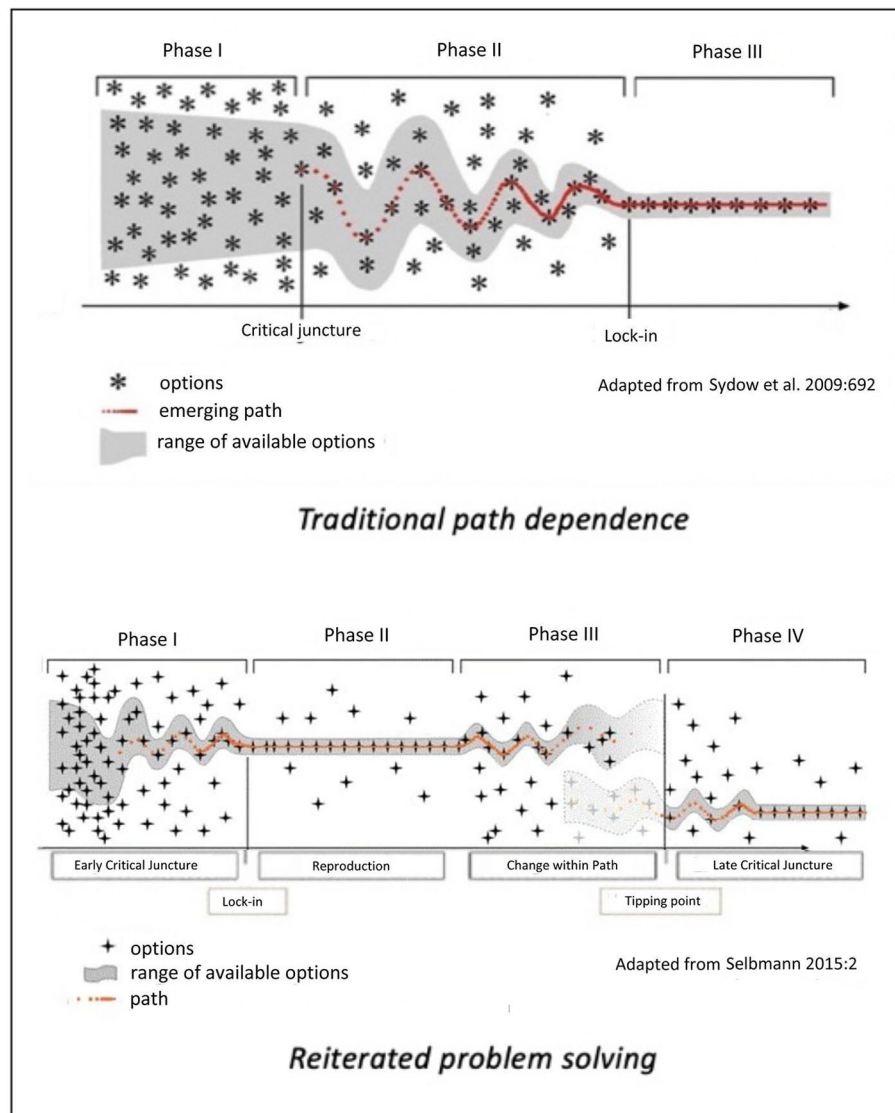 Phase I Phase II Phase III
Critical juncture
Lock-in
options
Adapted from Sydow et al. 2009:692
emerging path
range of available options
Traditional path dependence
Phase I Phase II Phase III Phase IV
Early Critical Juncture Reproduction Change within Path Late Critical Juncture
Lock-in Tipping point
options
Adapted from Selbmann 2015:2
range of available options
path
Reiterated problem solving